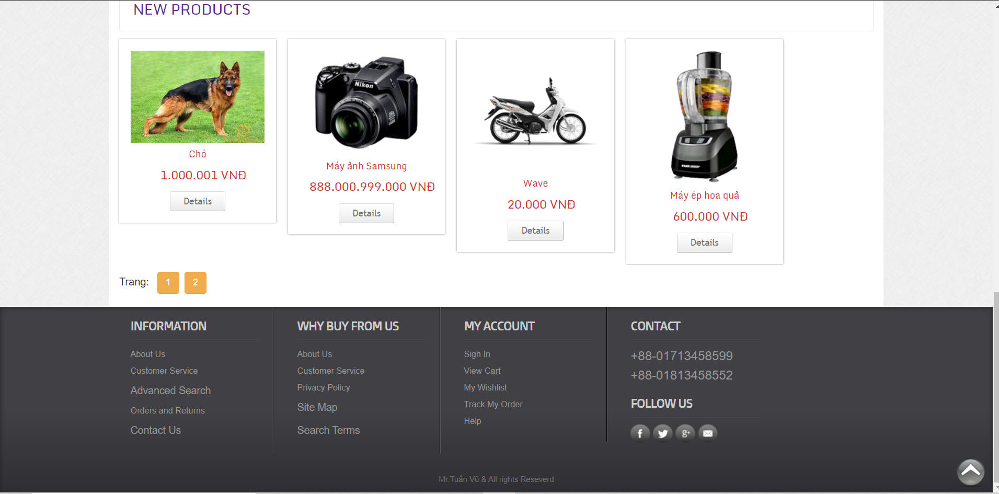 NEW PRODUCTS
Chó
1.000.001 VNĐ
Details
Nikon
Máy ảnh Samsung
888.000.999.000 VNĐ
Details
Wave
20.000 VNĐ
Details
Máy ép hoa quả
600.000 VNĐ
Details
Trang: 1 2
INFORMATION
About Us
Customer Service
Advanced Search
Orders and Returns
Contact Us
WHY BUY FROM US
About Us
Customer Service
Privacy Policy
Site Map
Search Terms
MY ACCOUNT
Sign In
View Cart
My Wishlist
Track My Order
Help
CONTACT
+88-01713458599
+88-01813458552
FOLLOW US
Mr.Tuấn Vũ & All rights Reseverd